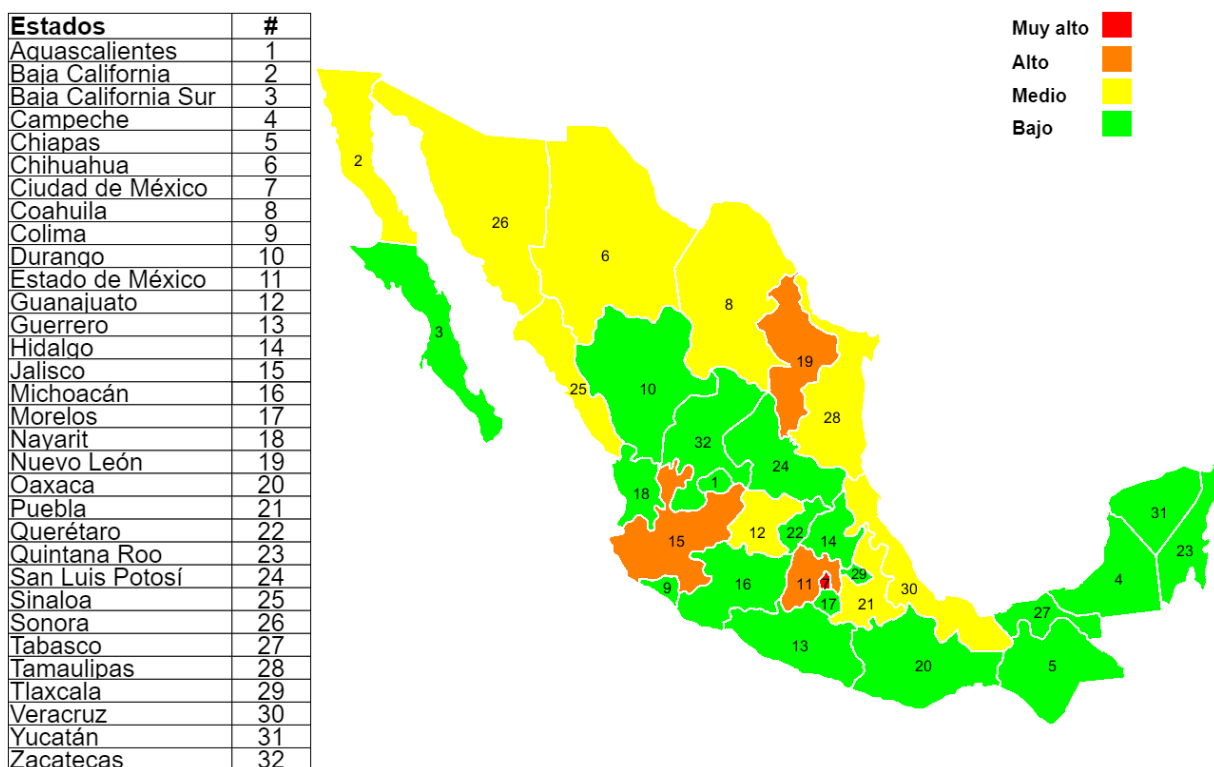 Estados #
Aguascalientes 1
Baja California 2
Baja California Sur 3
Campeche 4
Chiapas 5
Chihuahua 6
Ciudad de México 7
Coahuila 8
Colima 9
Durango 10
Estado de México 11
Guanajuato 12
Guerrero 13
Hidalgo 14
Jalisco 15
Michoacán 16
Morelos 17
Nayarit 18
Nuevo León 19
Oaxaca 20
Puebla 21
Querétaro 22
Quintana Roo 23
San Luis Potosí 24
Sinaloa 25
Sonora 26
Tabasco 27
Tamaulipas 28
Tlaxcala 29
Veracruz 30
Yucatán 31
Zacatecas 32
Muy alto
Alto
Medio
Bajo
2
26
6
8
3
19
25
10
28
32
24
1
18
31
12
22
15
14
23
29
11
7
16
9
4
17
21
30
27
13
20
5